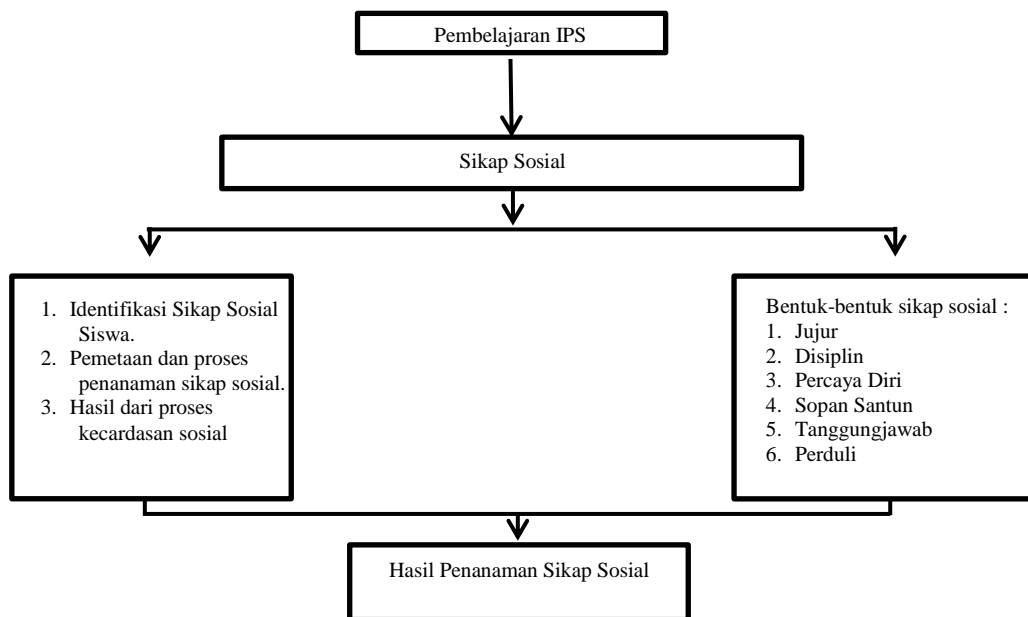 Pembelajaran IPS
Sikap Sosial
1. Identifikasi Sikap Sosial
Siswa.
2. Pemetaan dan proses
penanaman sikap sosial.
3. Hasil dari proses
kecardasan sosial
Bentuk-bentuk sikap sosial :
1. Jujur
2. Disiplin
3. Percaya Diri
4. Sopan Santun
5. Tanggungjawab
6. Perduli
Hasil Penanaman Sikap Sosial